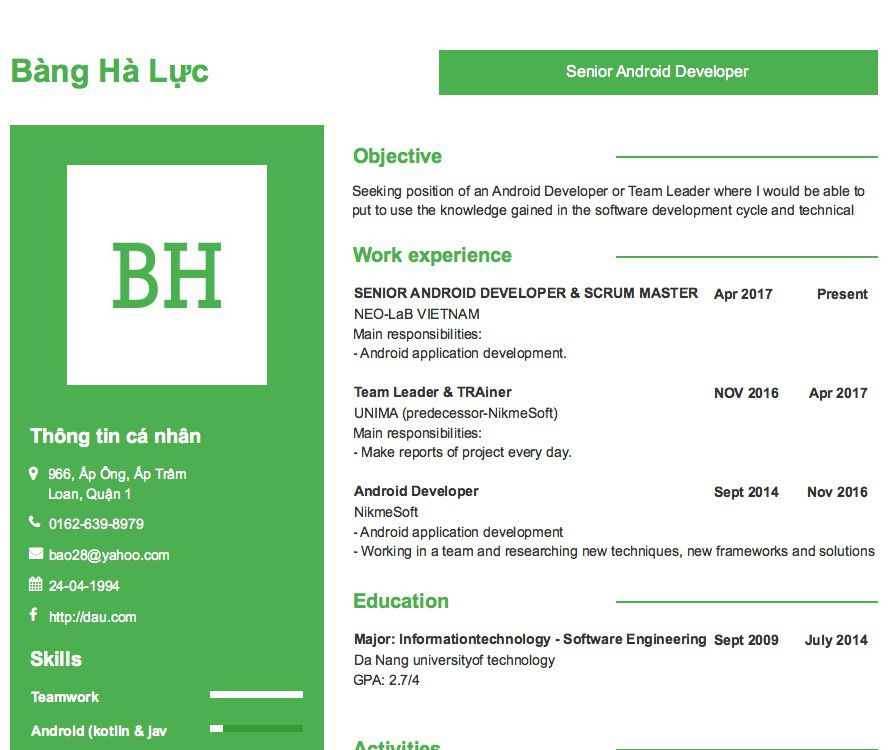 Bàng Hà Lực
Senior Android Developer
BH
Thông tin cá nhân
966, Ấp Ông, Ấp Trâm
Loan, Quận 1
0162-639-8979
bao28@yahoo.com
24-04-1994
http://dau.com
Skills
Teamwork
Android (kotlin & jav
Objective
Seeking position of an Android Developer or Team Leader where I would be able to
put to use the knowledge gained in the software development cycle and technical
Work experience
SENIOR ANDROID DEVELOPER & SCRUM MASTER Apr 2017 Present
NEO-LaB VIETNAM
Main responsibilities:
- Android application development.
Team Leader & TRAiner NOV 2016 Apr 2017
UNIMA (predecessor-NikmeSoft)
Main responsibilities:
- Make reports of project every day.
Android Developer Sept 2014 Nov 2016
NikmeSoft
- Android application development
- Working in a team and researching new techniques, new frameworks and solutions
Education
Major: Informationtechnology - Software Engineering Sept 2009 July 2014
Da Nang universityof technology
GPA: 2.7/4
Activities